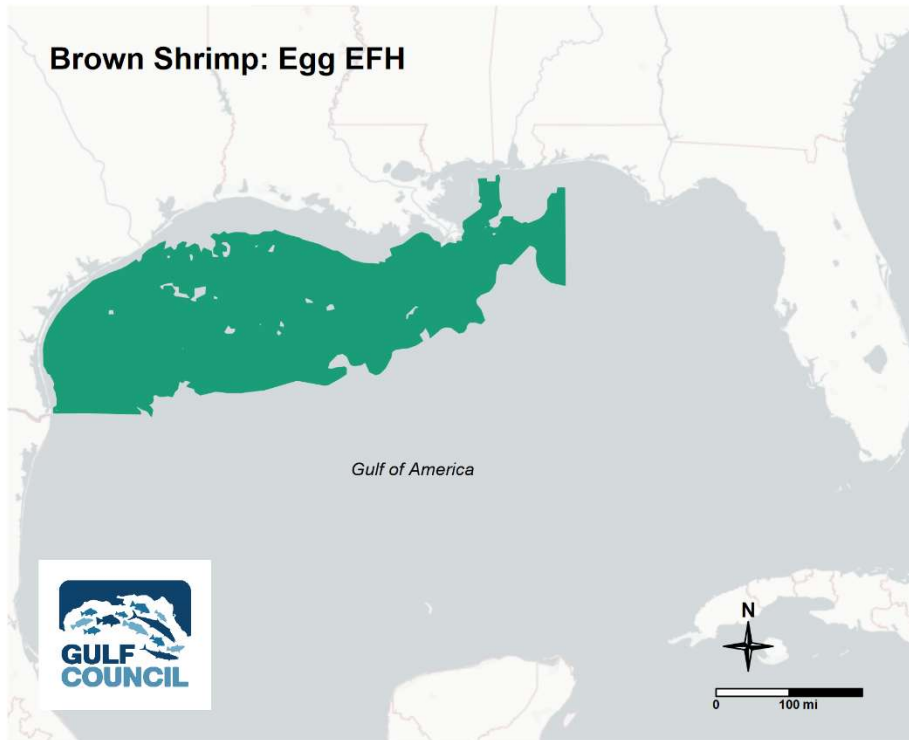 Brown Shrimp: Egg EFH
Gulf of America
GULF
COUNCIL
N
0 100 mi